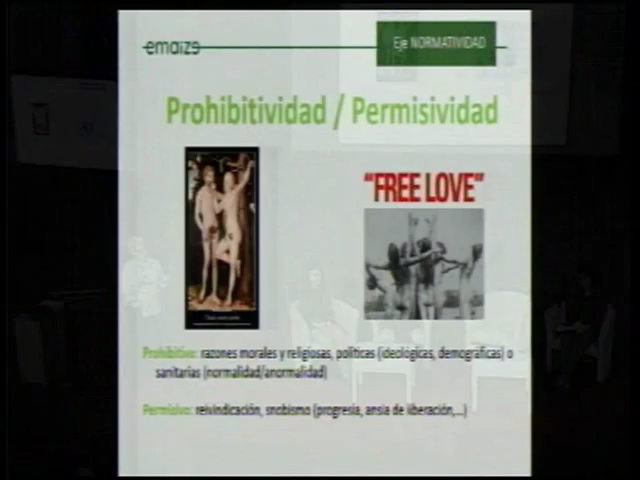 emaize
Eje NORMATIVIDAD
Prohibitividad / Permisividad
"FREE LOVE"
Prohibitivo: razones morales y religiosas, políticas (ideológicas, demográficas) o
sanitarias (normalidad/anormalidad)
Permisivo: reivindicación, snobismo (progresía, ansia de liberación,...)